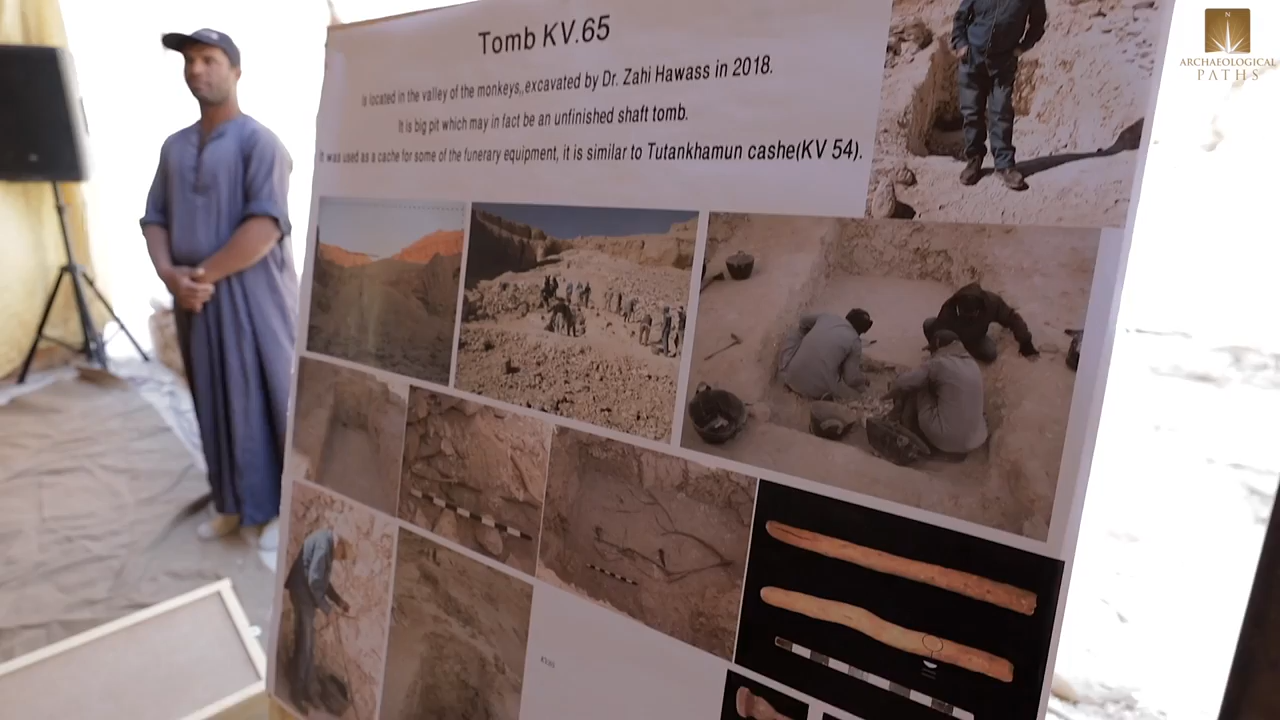 Tomb KV.65
is located in the valley of the monkeys,,excavated by Dr. Zahi Hawass in 2018.
It is big pit which may in fact be an unfinished shaft tomb.
It was used as a cache for some of the funerary equipment, it is similar to Tutankhamun cashe(KV 54).
N
ARCHAEOLOGICAL
PATHS